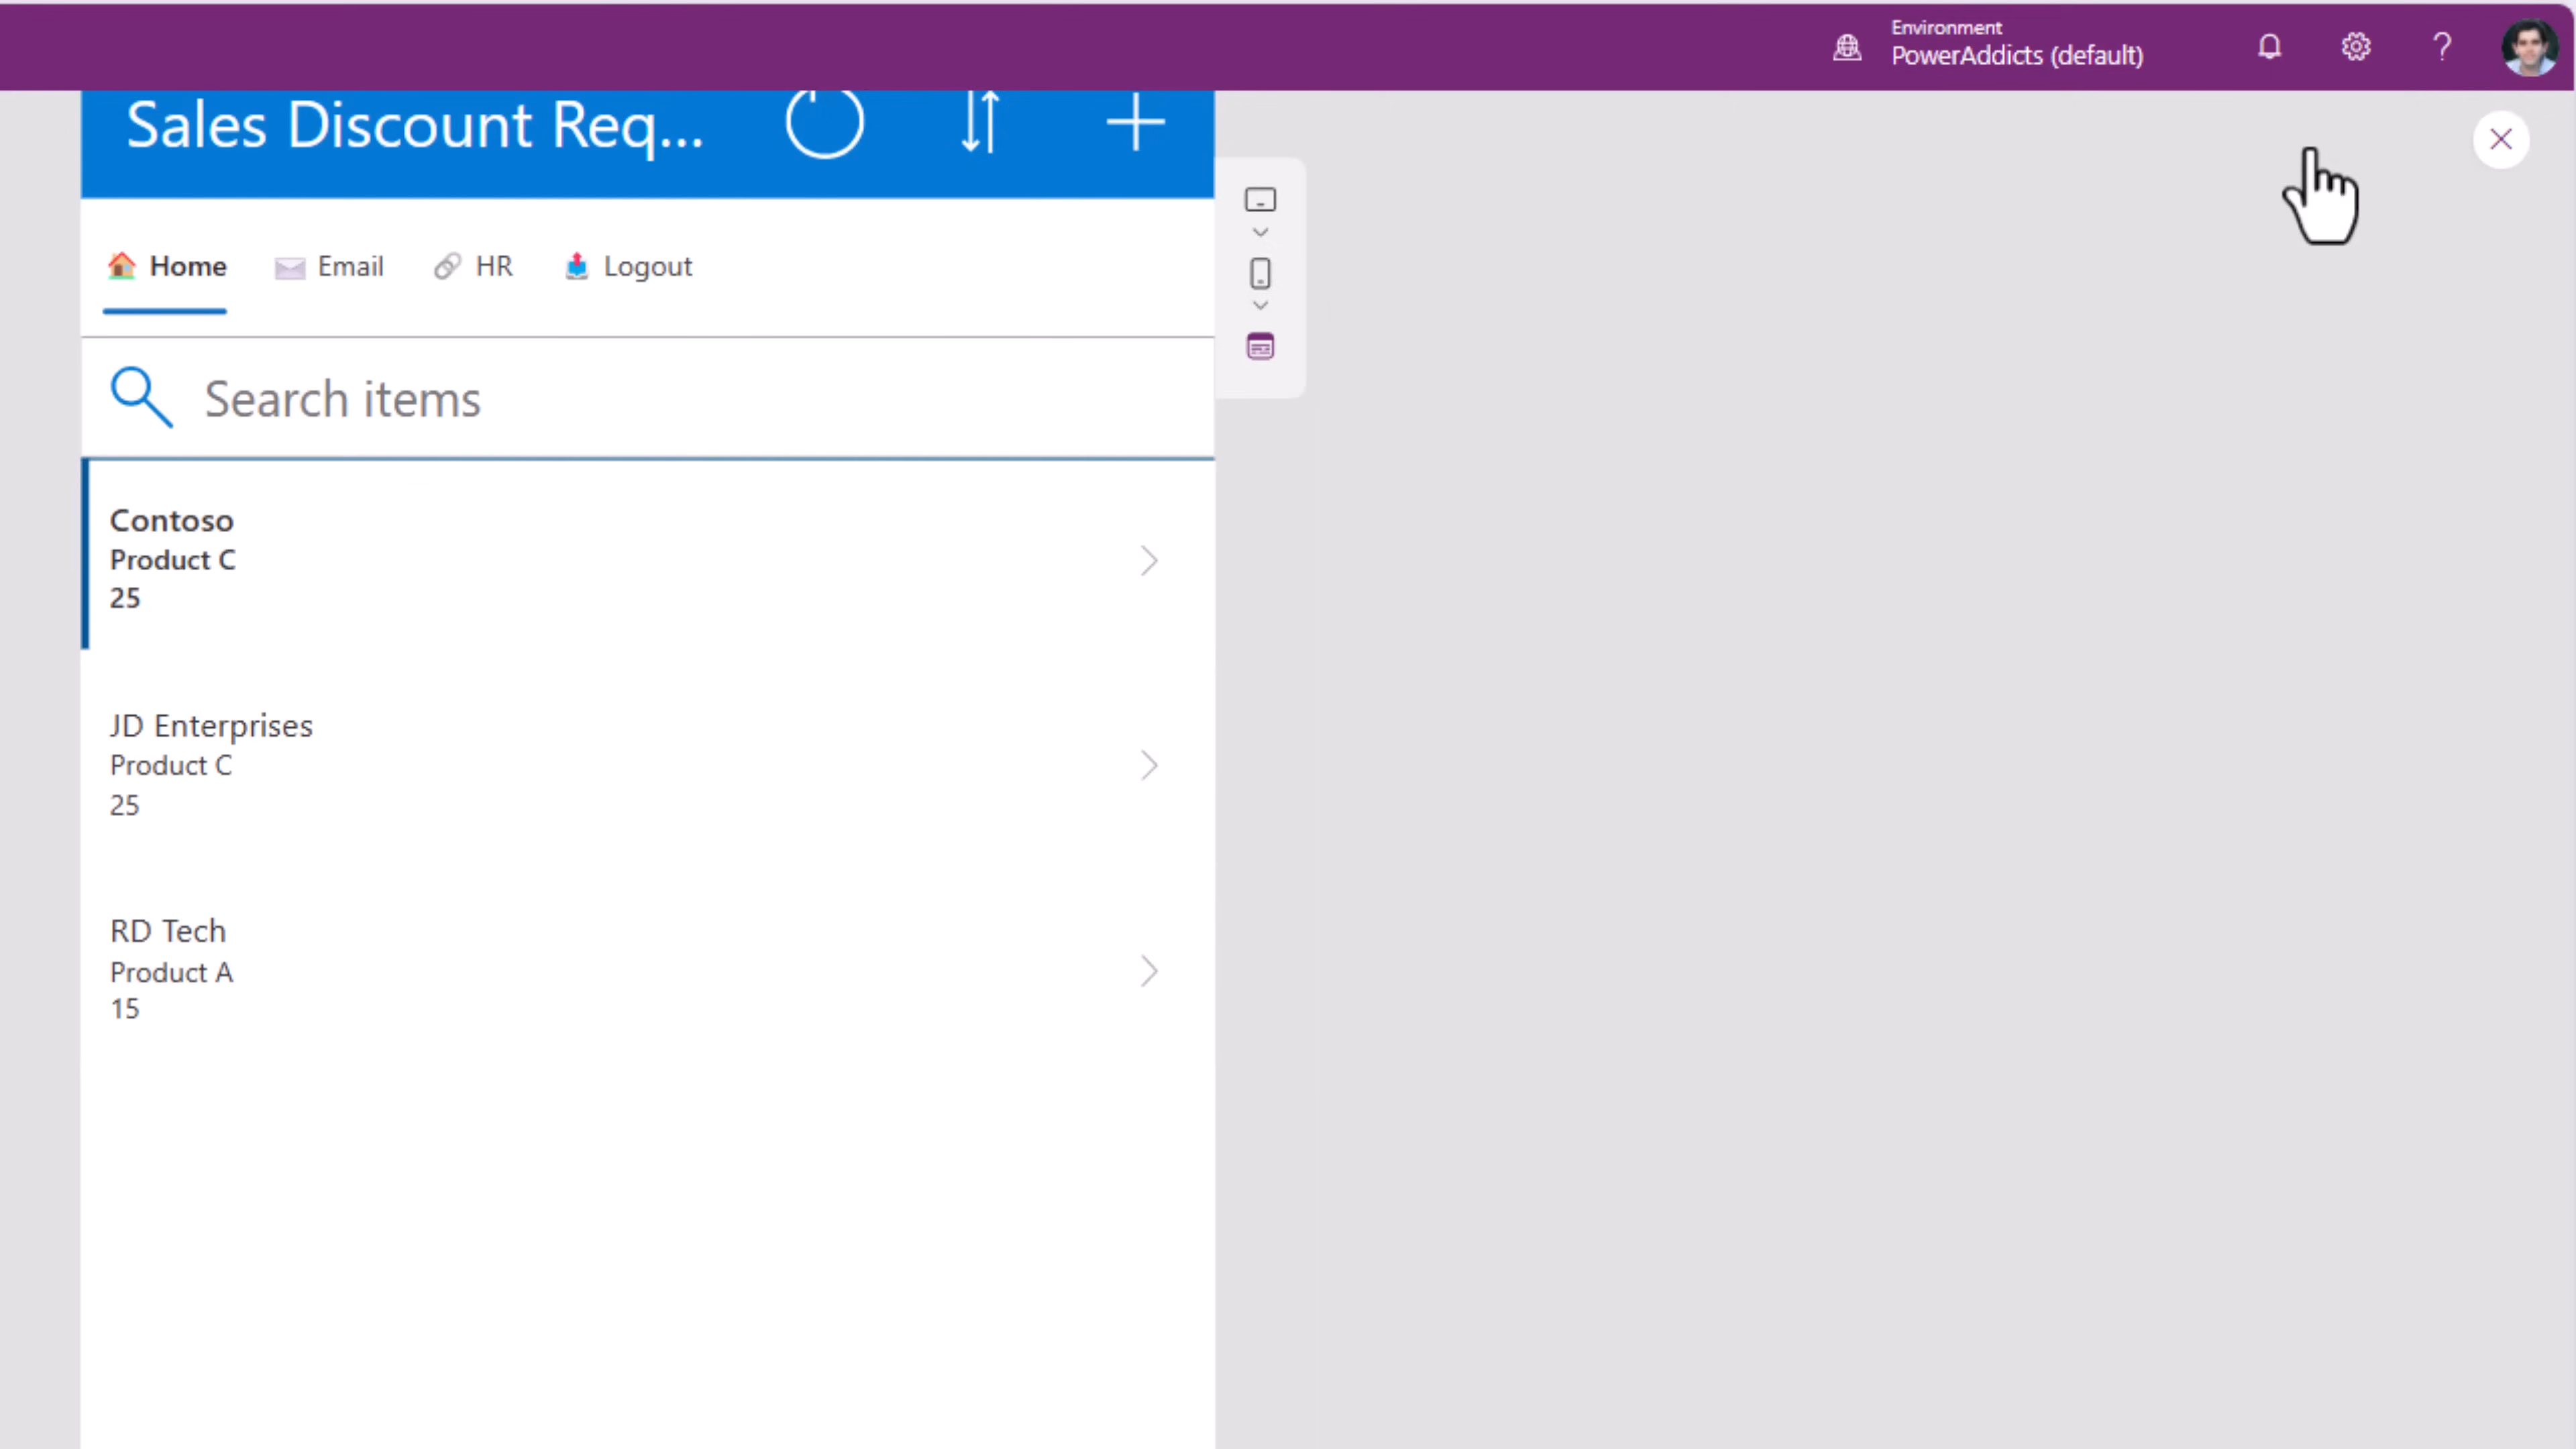 Environment
PowerAddicts (default)
Sales Discount Req...
Home Email HR Logout
Search items
Contoso
Product C
25
JD Enterprises
Product C
25
RD Tech
Product A
15